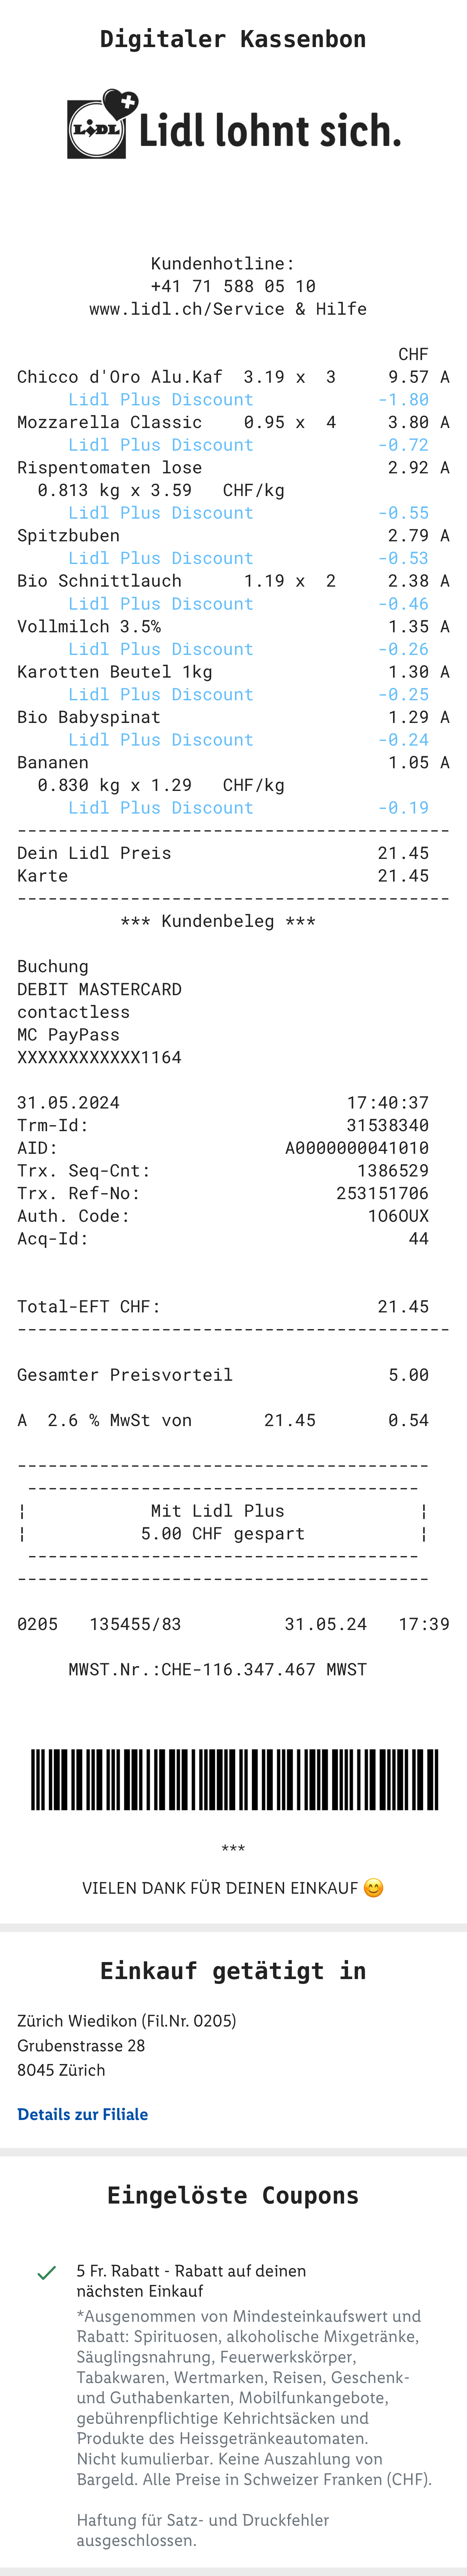 Digitaler Kassenbon
LIDL Lidl lohnt sich.
Kundenhotline:
+41 71 588 05 10
www.lidl.ch/Service & Hilfe
CHF
Chicco d'Oro Alu.Kaf 3.19 x 3 9.57 A
Lidl Plus Discount -1.80
Mozzarella Classic 0.95 x 4 3.80 A
Lidl Plus Discount -0.72
Rispentomaten lose 2.92 A
0.813 kg x 3.59 CHF/kg
Lidl Plus Discount -0.55
Spitzbuben 2.79 A
Lidl Plus Discount -0.53
Bio Schnittlauch 1.19 x 2 2.38 A
Lidl Plus Discount -0.46
Vollmilch 3.5% 1.35 A
Lidl Plus Discount -0.26
Karotten Beutel 1kg 1.30 A
Lidl Plus Discount -0.25
Bio Babyspinat 1.29 A
Lidl Plus Discount -0.24
Bananen 1.05 A
0.830 kg x 1.29 CHF/kg
Lidl Plus Discount -0.19
------------------------------------------
Dein Lidl Preis 21.45
Karte 21.45
------------------------------------------
*** Kundenbeleg ***
Buchung
DEBIT MASTERCARD
contactless
MC PayPass
XXXXXXXXXXXX1164
31.05.2024 17:40:37
Trm-Id: 31538340
AID: A0000000041010
Trx. Seq-Cnt: 1386529
Trx. Ref-No: 253151706
Auth. Code: 1O6OUX
Acq-Id: 44
Total-EFT CHF: 21.45
------------------------------------------
Gesamter Preisvorteil 5.00
A 2.6 % MwSt von 21.45 0.54
----------------------------------------
--------------------------------------
¦ Mit Lidl Plus ¦
¦ 5.00 CHF gespart ¦
--------------------------------------
----------------------------------------
0205 135455/83 31.05.24 17:39
MWST.Nr.:CHE-116.347.467 MWST
***
VIELEN DANK FÜR DEINEN EINKAUF 😊
Einkauf getätigt in
Zürich Wiedikon (Fil.Nr. 0205)
Grubenstrasse 28
8045 Zürich
Details zur Filiale
Eingelöste Coupons
5 Fr. Rabatt - Rabatt auf deinen
nächsten Einkauf
*Ausgenommen von Mindesteinkaufswert und
Rabatt: Spirituosen, alkoholische Mixgetränke,
Säuglingsnahrung, Feuerwerkskörper,
Tabakwaren, Wertmarken, Reisen, Geschenk-
und Guthabenkarten, Mobilfunkangebote,
gebührenpflichtige Kehrichtsäcken und
Produkte des Heissgetränkeautomaten.
Nicht kumulierbar. Keine Auszahlung von
Bargeld. Alle Preise in Schweizer Franken (CHF).
Haftung für Satz- und Druckfehler
ausgeschlossen.